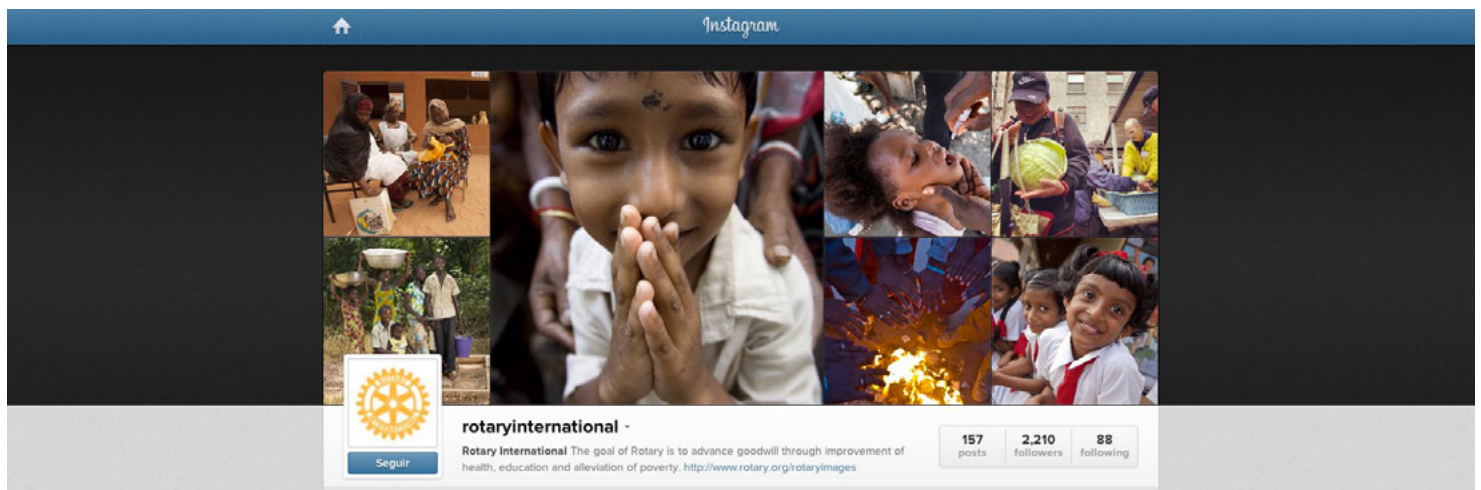 Instagram
rotaryinternational
Rotary International The goal of Rotary is to advance goodwill through improvement of
health, education and alleviation of poverty. http://www.rotary.org/rotaryimages
Seguir
157
posts
2,210
followers
88
following